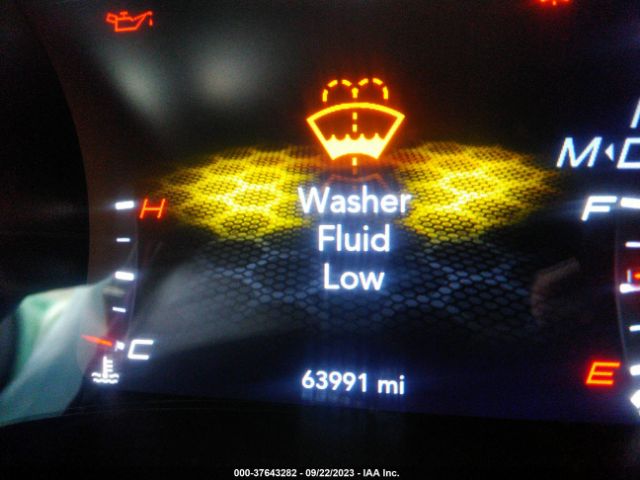 H
Washer
Fluid
Low
M
F
C
E
63991 mi
000-37643282 - 09/22/2023 - IAA Inc.